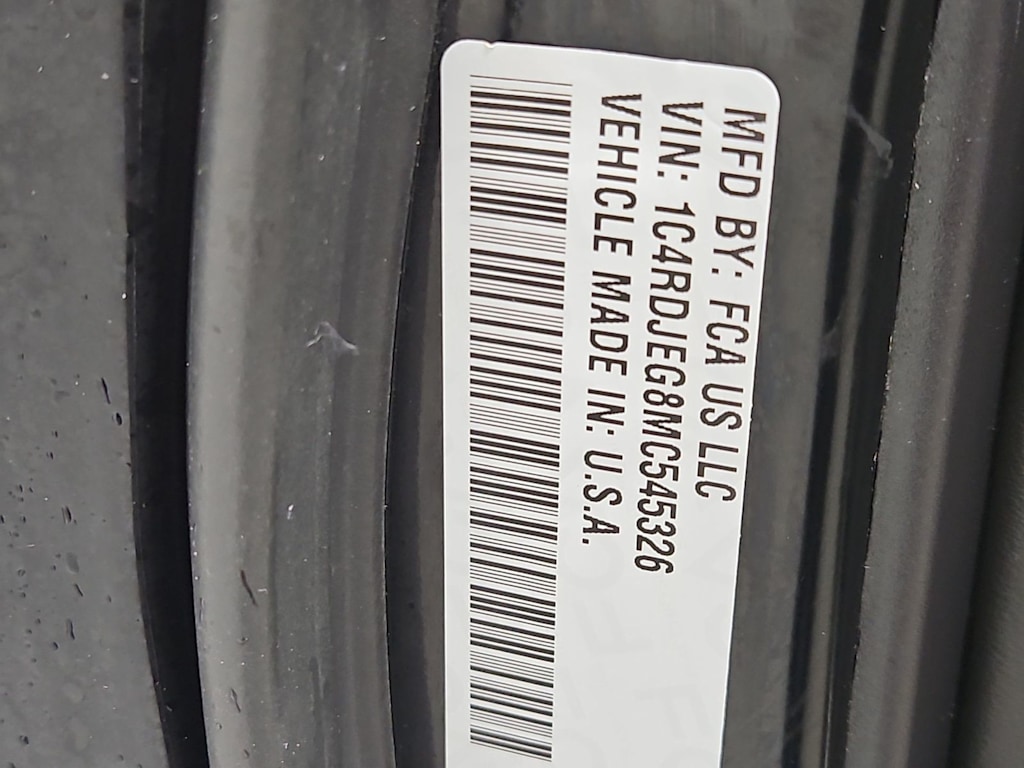 MFD BY: FCA US LLC
VIN: 1C4RDJEG8MC545326
VEHICLE MADE IN: U.S.A.